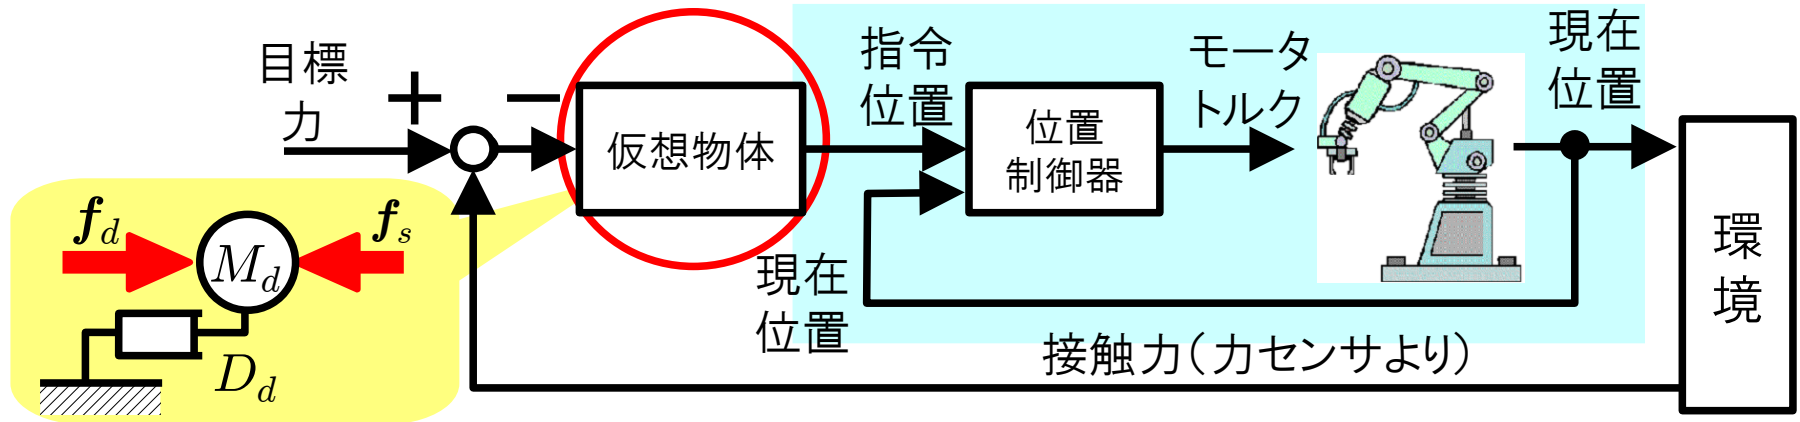 目標
力
+
−
仮想物体
指令
位置
位置
制御器
モータ
トルク
現在
位置
環
境
現在
位置
接触力(力センサより)
f_d
M_d
f_s
D_d